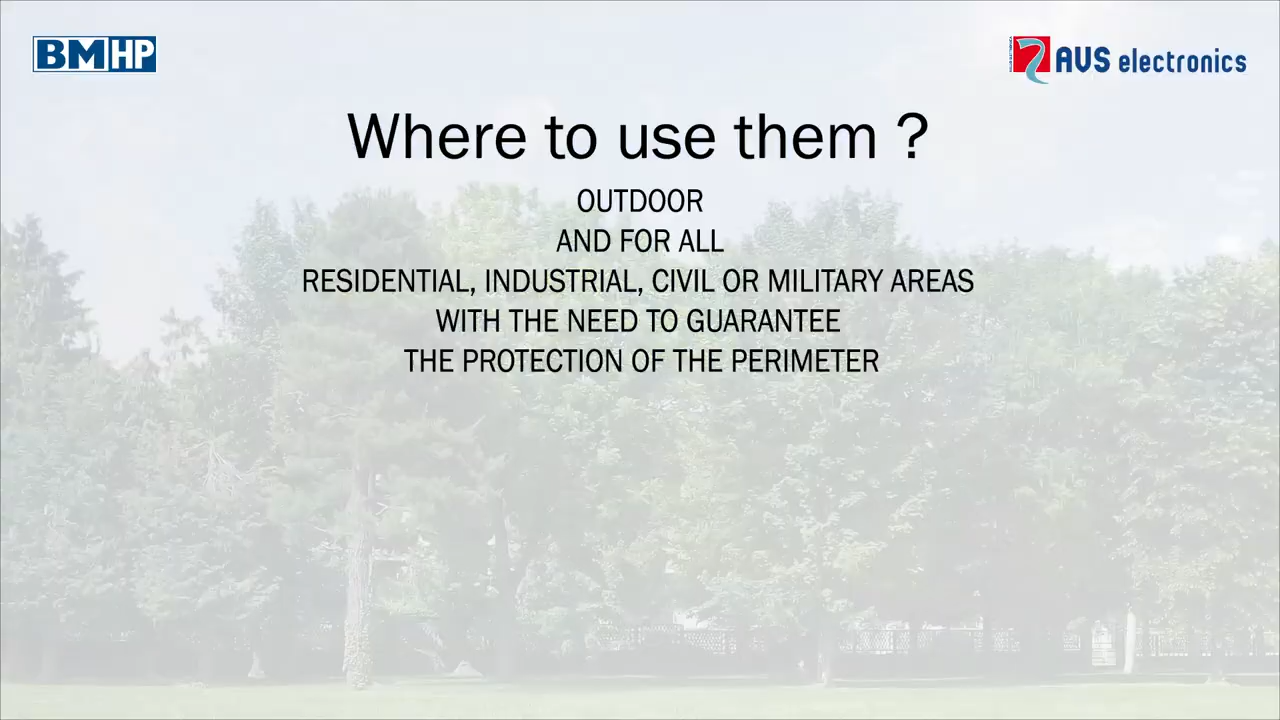 BMHP
AVS electronics
Where to use them ?
OUTDOOR
AND FOR ALL
RESIDENTIAL, INDUSTRIAL, CIVIL OR MILITARY AREAS
WITH THE NEED TO GUARANTEE
THE PROTECTION OF THE PERIMETER